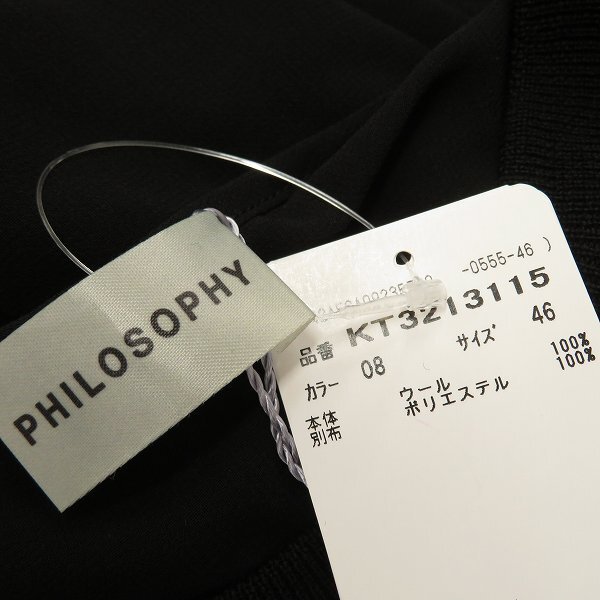 PHILOSOPHY
-0555-46 )
品番 KT3213115
カラー 08 サイズ 46
本体 ウール 100%
別布 ポリエステル 100%